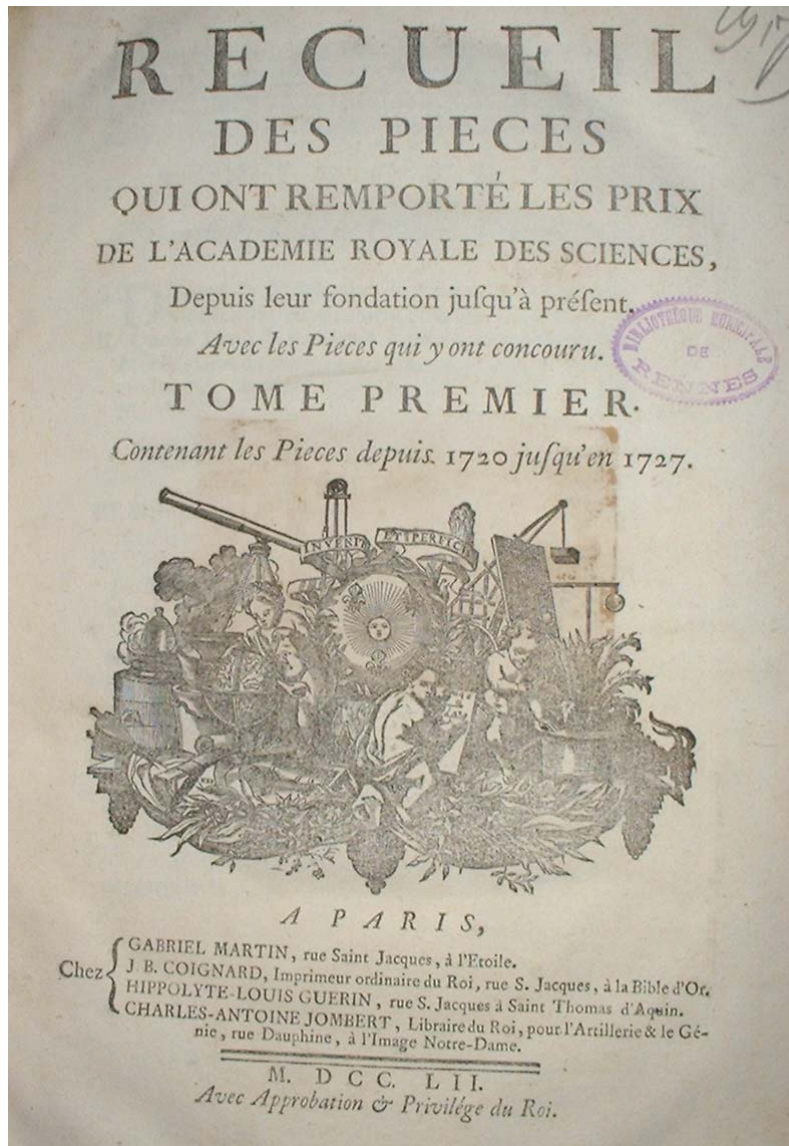 RECUEIL
DES PIECES
QUI ONT REMPORTÉ LES PRIX
DE L'ACADEMIE ROYALE DES SCIENCES,
Depuis leur fondation juſqu'à préſent.
Avec les Pieces qui y ont concouru.
BIBLIOTHÈQUE MUNICIPALE
DE
RENNES
TOME PREMIER.
Contenant les Pieces depuis 1720 juſqu'en 1727.
INVENIT ET PERFICIT
A PARIS,
Chez
GABRIEL MARTIN, rue Saint Jacques, à l'Etoile.
J. B. COIGNARD, Imprimeur ordinaire du Roi, rue S. Jacques, à la Bible d'Or.
HIPPOLYTE-LOUIS GUERIN, rue S. Jacques à Saint Thomas d'Aquin.
CHARLES-ANTOINE JOMBERT, Libraire du Roi, pour l'Artillerie & le Gé-
nie, rue Dauphine, à l'Image Notre-Dame.
M. DCC. LII.
Avec Approbation & Privilége du Roi.